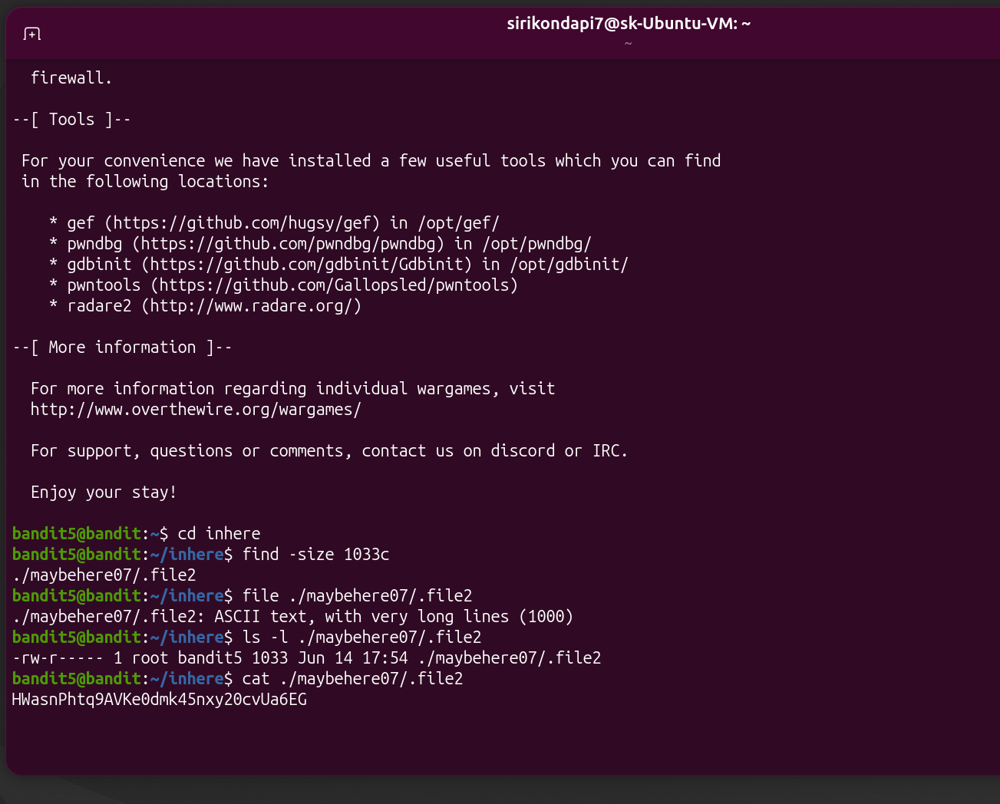 sirikondapi7@sk-Ubuntu-VM: ~
~
firewall.
--[ Tools ]--
For your convenience we have installed a few useful tools which you can find
in the following locations:
* gef (https://github.com/hugsy/gef) in /opt/gef/
* pwndbg (https://github.com/pwndbg/pwndbg) in /opt/pwndbg/
* gdbinit (https://github.com/gdbinit/Gdbinit) in /opt/gdbinit/
* pwntools (https://github.com/Gallopsled/pwntools)
* radare2 (http://www.radare.org/)
--[ More information ]--
For more information regarding individual wargames, visit
http://www.overthewire.org/wargames/
For support, questions or comments, contact us on discord or IRC.
Enjoy your stay!
bandit5@bandit:~$ cd inhere
bandit5@bandit:~/inhere$ find -size 1033c
./maybehere07/.file2
bandit5@bandit:~/inhere$ file ./maybehere07/.file2
./maybehere07/.file2: ASCII text, with very long lines (1000)
bandit5@bandit:~/inhere$ ls -l ./maybehere07/.file2
-rw-r----- 1 root bandit5 1033 Jun 14 17:54 ./maybehere07/.file2
bandit5@bandit:~/inhere$ cat ./maybehere07/.file2
HWasnPhtq9AVKe0dmk45nxy20cvUa6EG